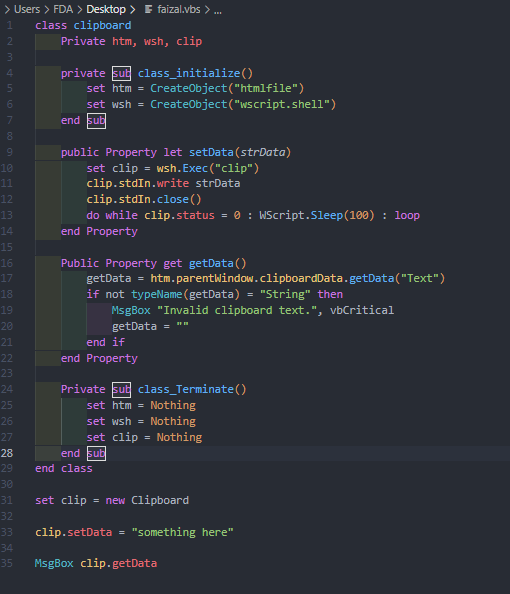 > Users > FDA > Desktop > faizal.vbs > ...
1 class clipboard
2     Private htm, wsh, clip
3
4     private sub class_initialize()
5         set htm = CreateObject("htmlfile")
6         set wsh = CreateObject("wscript.shell")
7     end sub
8
9     public Property let setData(strData)
10         set clip = wsh.Exec("clip")
11         clip.stdIn.write strData
12         clip.stdIn.close()
13         do while clip.status = 0 : WScript.Sleep(100) : loop
14     end Property
15
16     Public Property get getData()
17         getData = htm.parentWindow.clipboardData.getData("Text")
18         if not typeName(getData) = "String" then
19             MsgBox "Invalid clipboard text.", vbCritical
20             getData = ""
21         end if
22     end Property
23
24     Private sub class_Terminate()
25         set htm = Nothing
26         set wsh = Nothing
27         set clip = Nothing
28     end sub
29 end class
30
31 set clip = new Clipboard
32
33 clip.setData = "something here"
34
35 MsgBox clip.getData